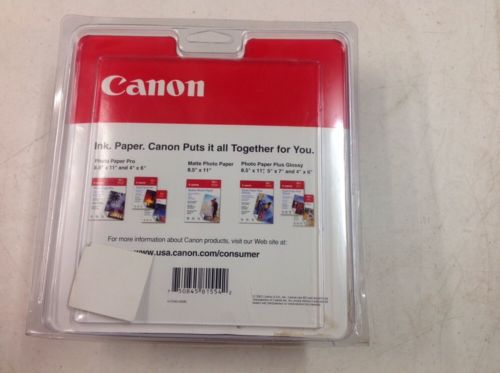 Canon
Ink. Paper. Canon Puts it all Together for You.
Photo Paper Pro
8.5" x 11" and 4" x 6"
Matte Photo Paper
8.5" x 11"
Photo Paper Plus Glossy
8.5" x 11", 5" x 7" and 4" x 6"
For more information about Canon products, visit our Web site at:
www.usa.canon.com/consumer